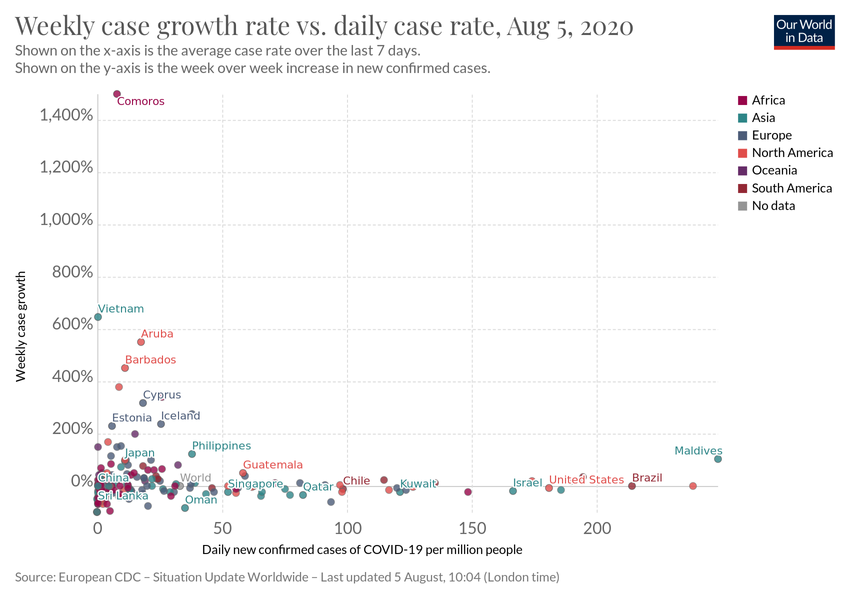 Weekly case growth rate vs. daily case rate, Aug 5, 2020
Our World
in Data
Shown on the x-axis is the average case rate over the last 7 days.
Shown on the y-axis is the week over week increase in new confirmed cases.
Comoros
1,400%
1,200%
1,000%
800%
600%
400%
200%
0%
Weekly case growth
Vietnam
Aruba
Barbados
Cyprus
Estonia
Iceland
Philippines
Japan
Guatemala
Maldives
China
World
Singapore
Qatar
Chile
Kuwait
Israel
United States
Brazil
Sri Lanka
Oman
0
50
100
150
200
Daily new confirmed cases of COVID-19 per million people
Africa
Asia
Europe
North America
Oceania
South America
No data
Source: European CDC – Situation Update Worldwide – Last updated 5 August, 10:04 (London time)